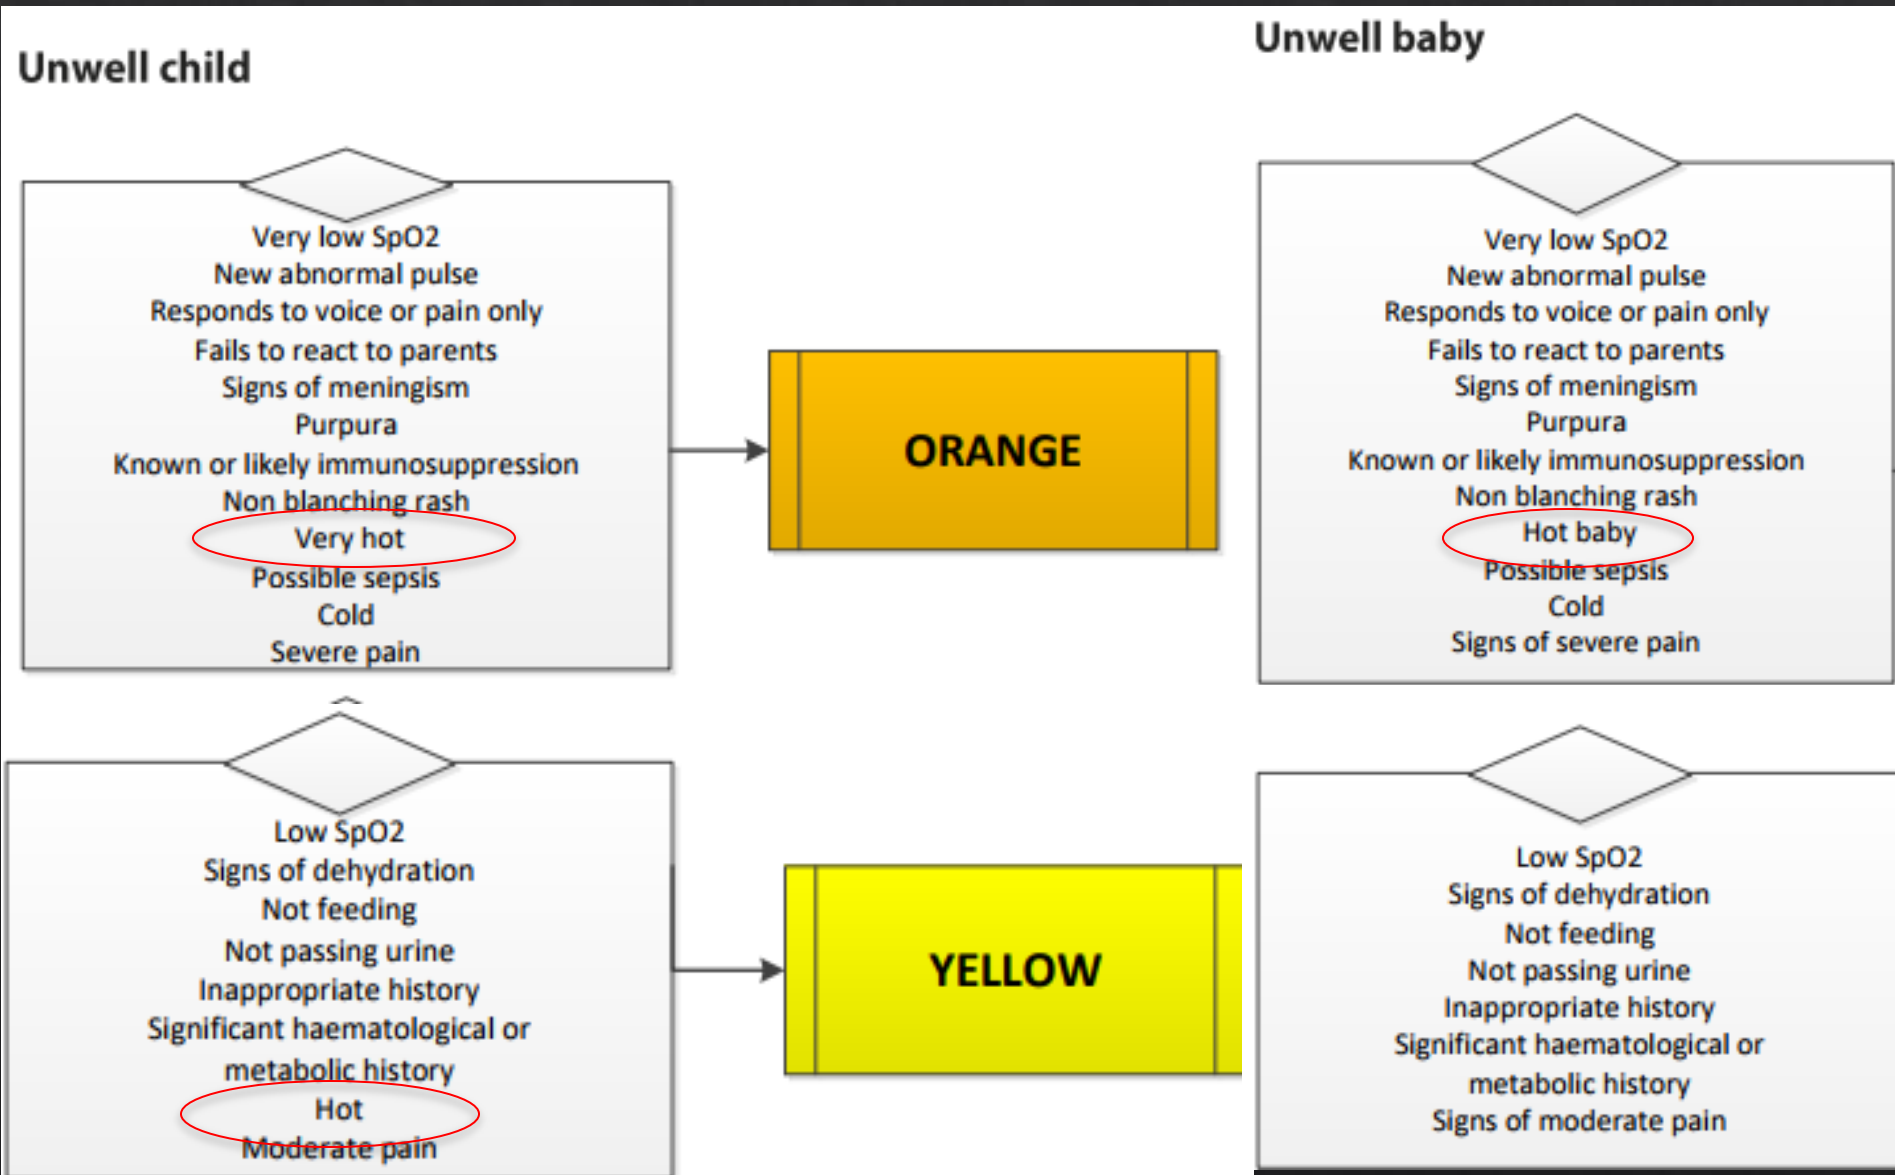 Unwell child
Very low SpO2
New abnormal pulse
Responds to voice or pain only
Fails to react to parents
Signs of meningism
Purpura
Known or likely immunosuppression
Non blanching rash
Very hot
Possible sepsis
Cold
Severe pain
ORANGE
Low SpO2
Signs of dehydration
Not feeding
Not passing urine
Inappropriate history
Significant haematological or
metabolic history
Hot
Moderate pain
YELLOW
Unwell baby
Very low SpO2
New abnormal pulse
Responds to voice or pain only
Fails to react to parents
Signs of meningism
Purpura
Known or likely immunosuppression
Non blanching rash
Hot baby
Possible sepsis
Cold
Signs of severe pain
Low SpO2
Signs of dehydration
Not feeding
Not passing urine
Inappropriate history
Significant haematological or
metabolic history
Signs of moderate pain